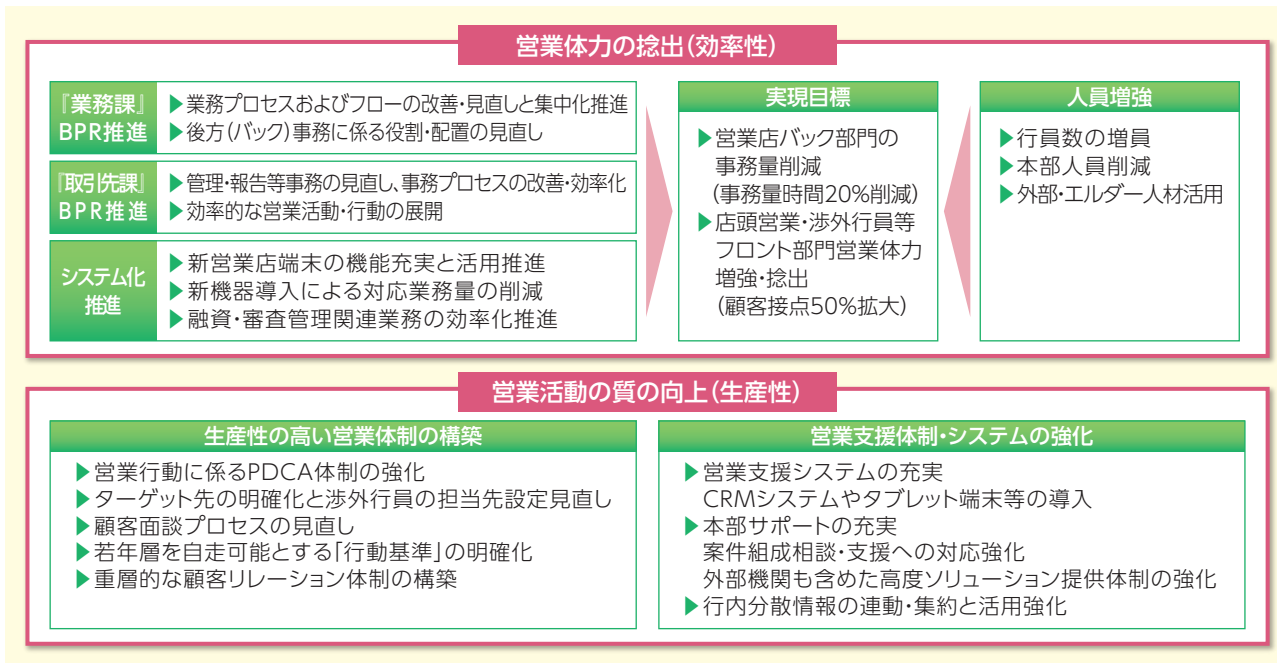 営業体力の捻出(効率性)
『業務課』
BPR推進
▶業務プロセスおよびフローの改善・見直しと集中化推進
▶後方(バック)事務に係る役割・配置の見直し
『取引先課』
BPR推進
▶管理・報告等事務の見直し、事務プロセスの改善・効率化
▶効率的な営業活動・行動の展開
システム化
推進
▶新営業店端末の機能充実と活用推進
▶新機器導入による対応業務量の削減
▶融資・審査管理関連業務の効率化推進
実現目標
▶営業店バック部門の
事務量削減
(事務量時間20%削減)
▶店頭営業・渉外行員等
フロント部門営業体力
増強・捻出
(顧客接点50%拡大)
人員増強
▶行員数の増員
▶本部人員削減
▶外部・エルダー人材活用
営業活動の質の向上(生産性)
生産性の高い営業体制の構築
▶営業行動に係るPDCA体制の強化
▶ターゲット先の明確化と渉外行員の担当先設定見直し
▶顧客面談プロセスの見直し
▶若年層を自走可能とする「行動基準」の明確化
▶重層的な顧客リレーション体制の構築
営業支援体制・システムの強化
▶営業支援システムの充実
CRMシステムやタブレット端末等の導入
▶本部サポートの充実
案件組成相談・支援への対応強化
外部機関も含めた高度ソリューション提供体制の強化
▶行内分散情報の連動・集約と活用強化